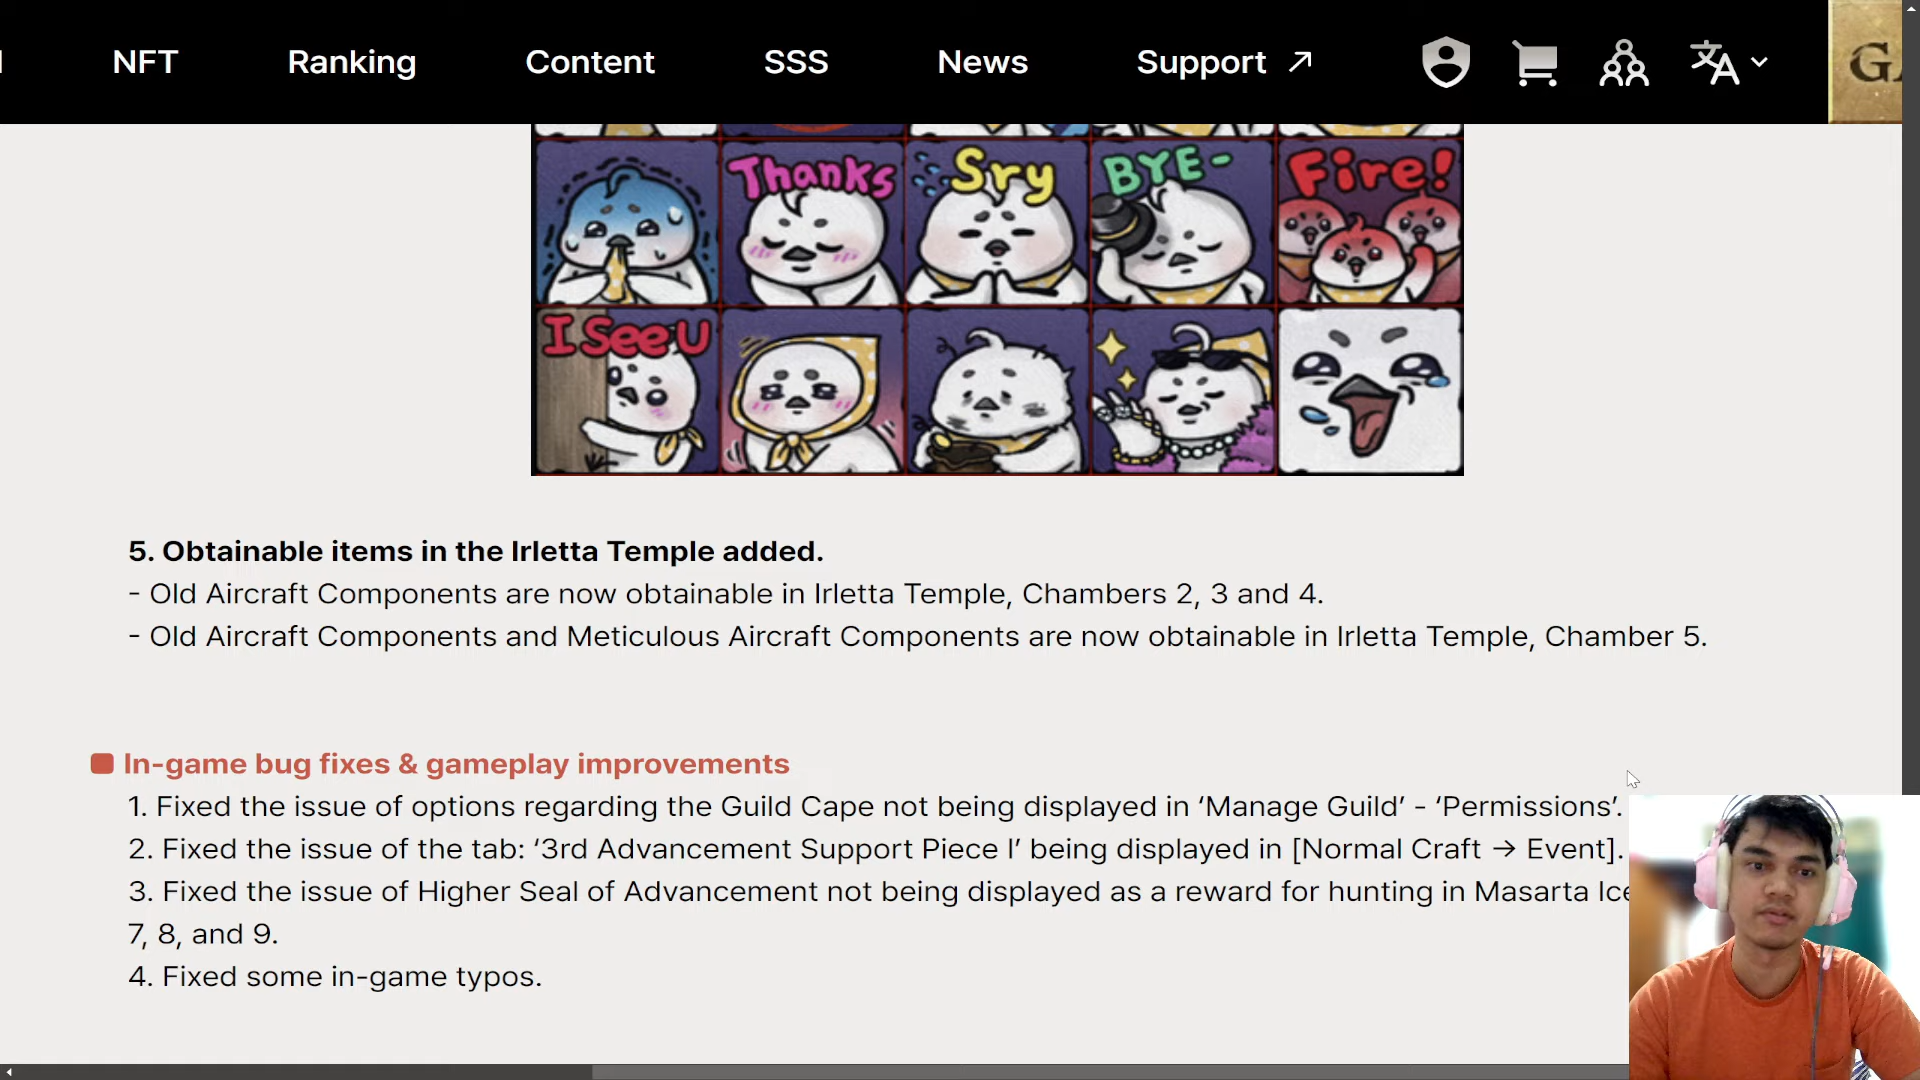 NFT Ranking Content SSS News Support
Thanks Sry BYE- Fire!
I See U
5. Obtainable items in the Irletta Temple added.
- Old Aircraft Components are now obtainable in Irletta Temple, Chambers 2, 3 and 4.
- Old Aircraft Components and Meticulous Aircraft Components are now obtainable in Irletta Temple, Chamber 5.
In-game bug fixes & gameplay improvements
1. Fixed the issue of options regarding the Guild Cape not being displayed in ‘Manage Guild’ - ‘Permissions’.
2. Fixed the issue of the tab: ‘3rd Advancement Support Piece I’ being displayed in [Normal Craft → Event].
3. Fixed the issue of Higher Seal of Advancement not being displayed as a reward for hunting in Masarta
7, 8, and 9.
4. Fixed some in-game typos.